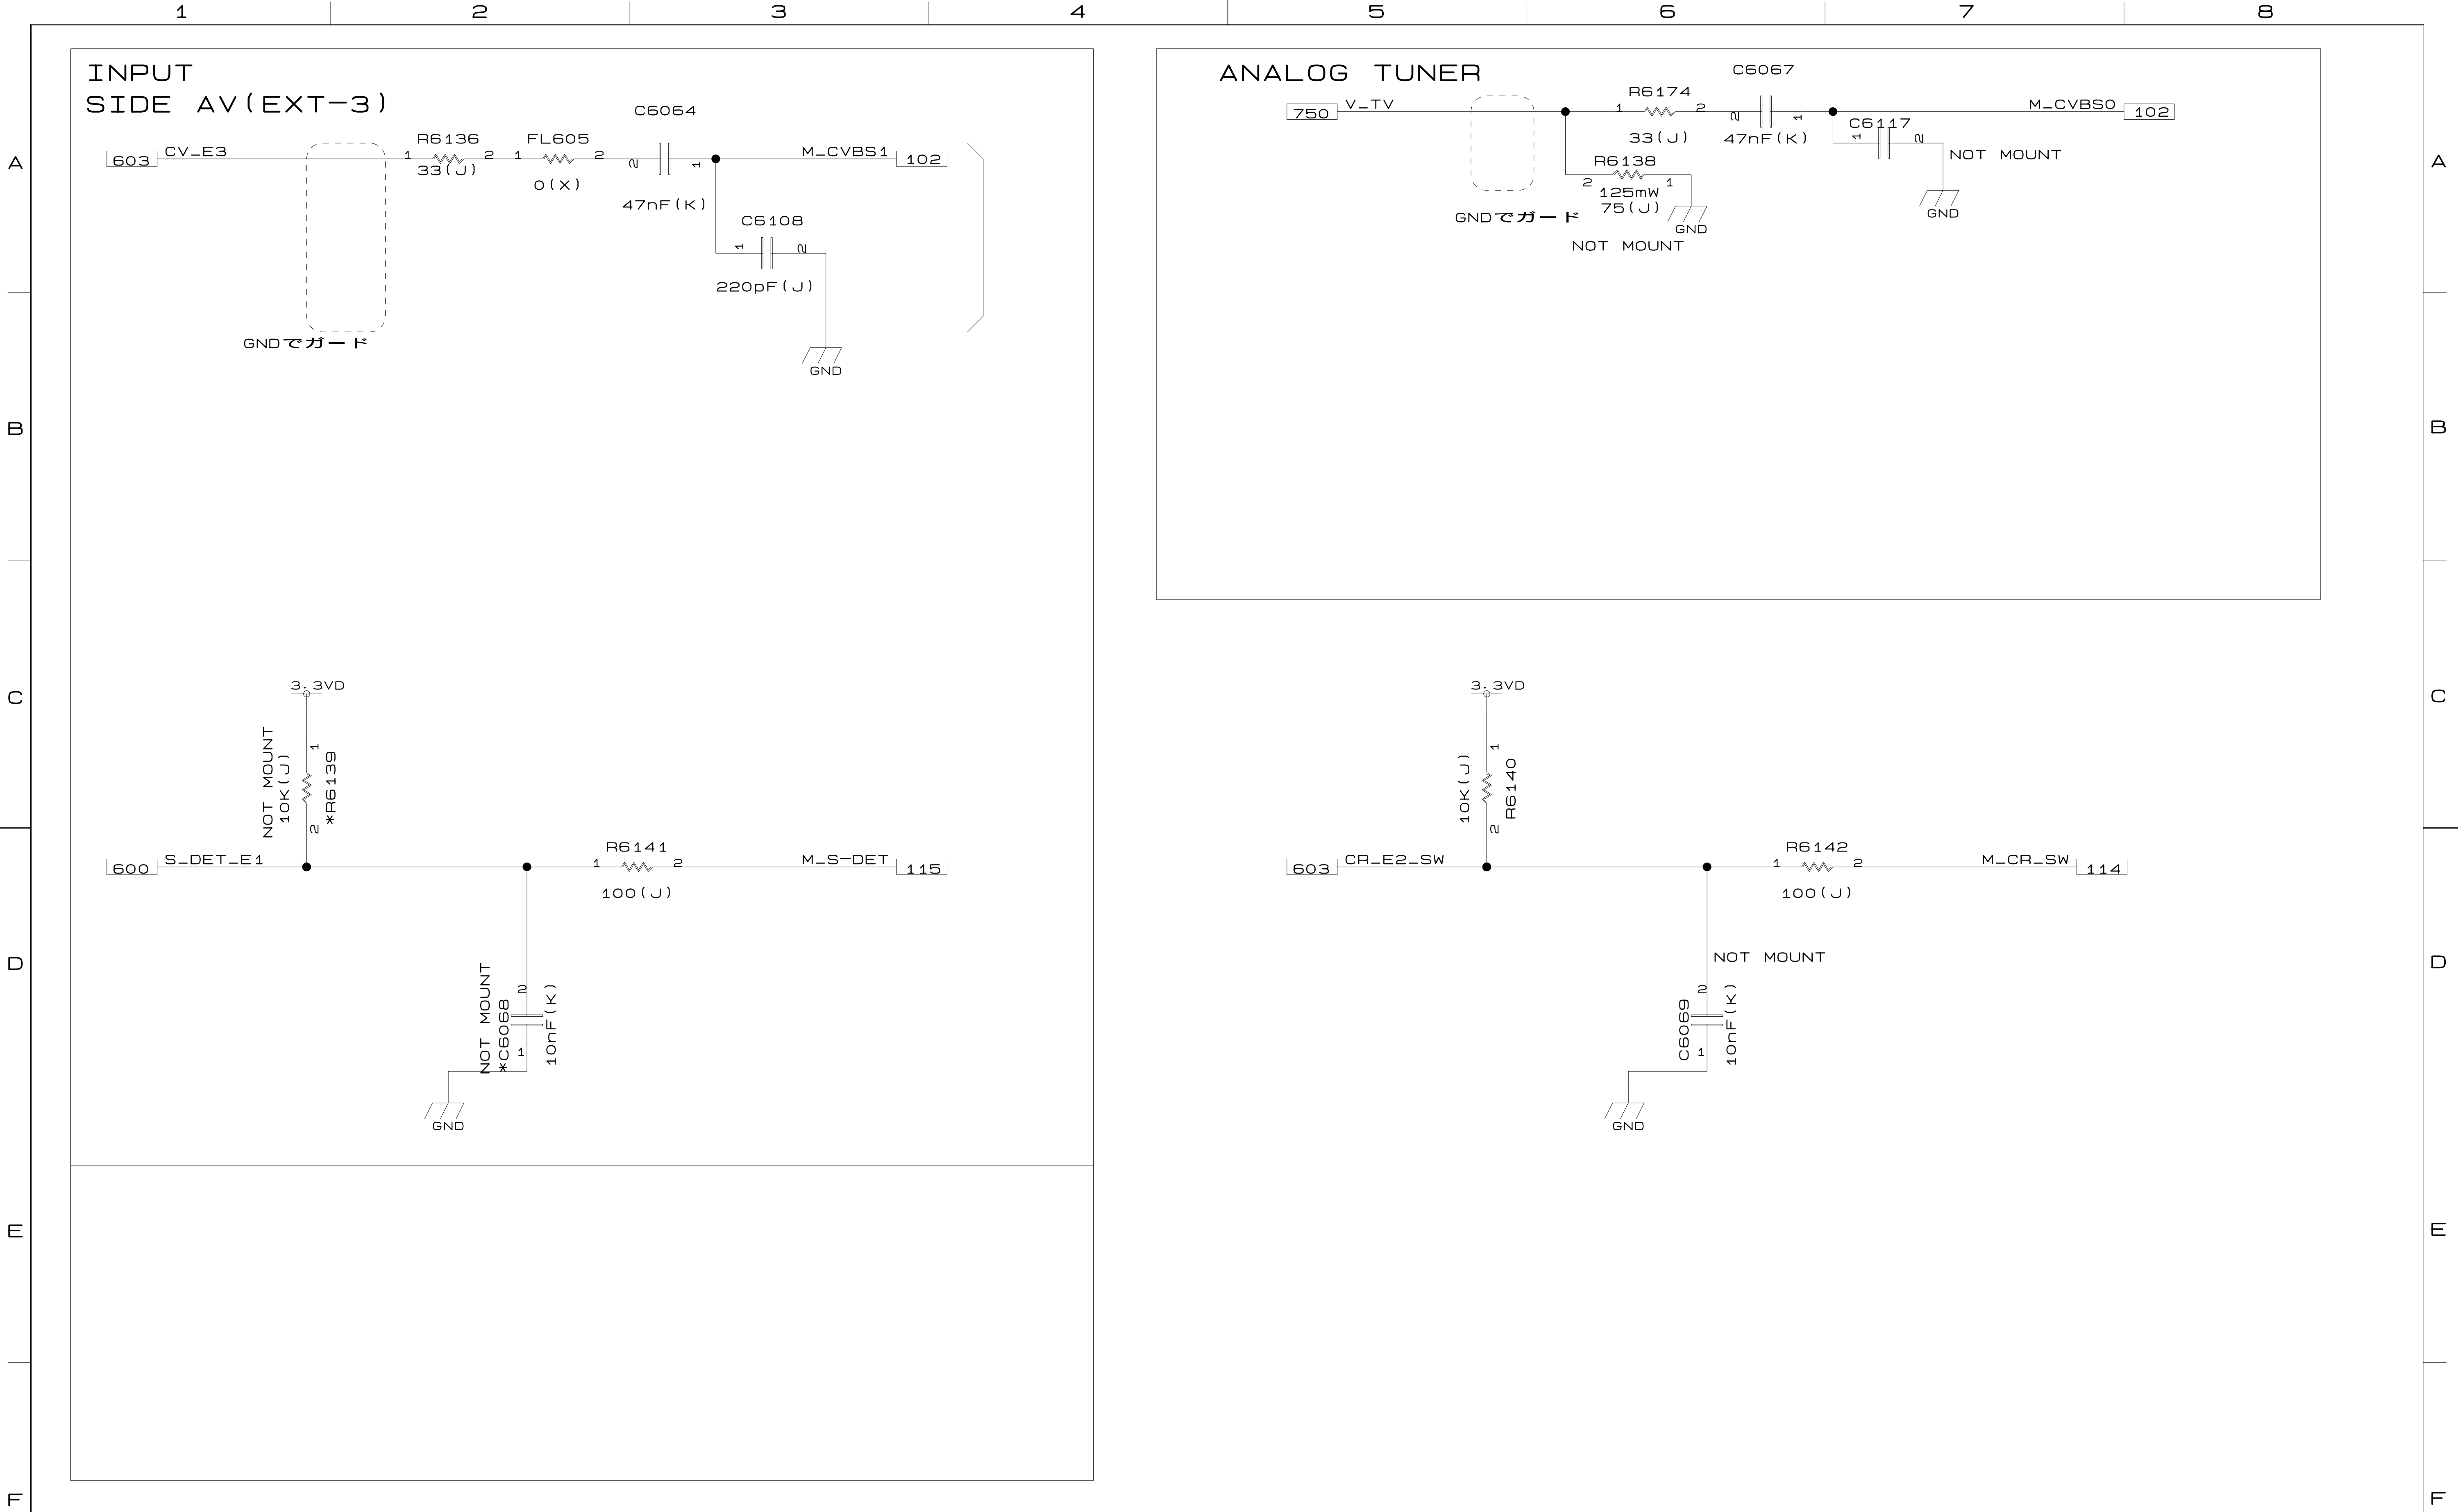 1 2 3 4 5 6 7 8
INPUT
SIDE AV(EXT-3)
C6064
R6136 FL605
603 CV_E3 1 2 1 2 2 1 M_CVBS1 102
33(J)
0(X)
47nF(K)
C6108
1 2
220pF(J)
GNDでガード
GND
ANALOG TUNER
C6067
R6174
750 V_TV 1 2 2 1 M_CVBS0 102
33(J) 47nF(K)
C6117
1 2
NOT MOUNT
GND
R6138
2 1
125mW
75(J)
GND
GNDでガード
NOT MOUNT
A A
B B
C C
3.3VD
NOT MOUNT
10K(J)
1
2
*R6139
R6141
600 S_DET_E1 1 2 M_S-DET 115
100(J)
NOT MOUNT
*C6068
2
1
10nF(K)
GND
3.3VD
10K(J)
1
2
R6140
R6142
603 CR_E2_SW 1 2 M_CR_SW 114
100(J)
NOT MOUNT
C6069
2
1
10nF(K)
GND
D D
E E
F F